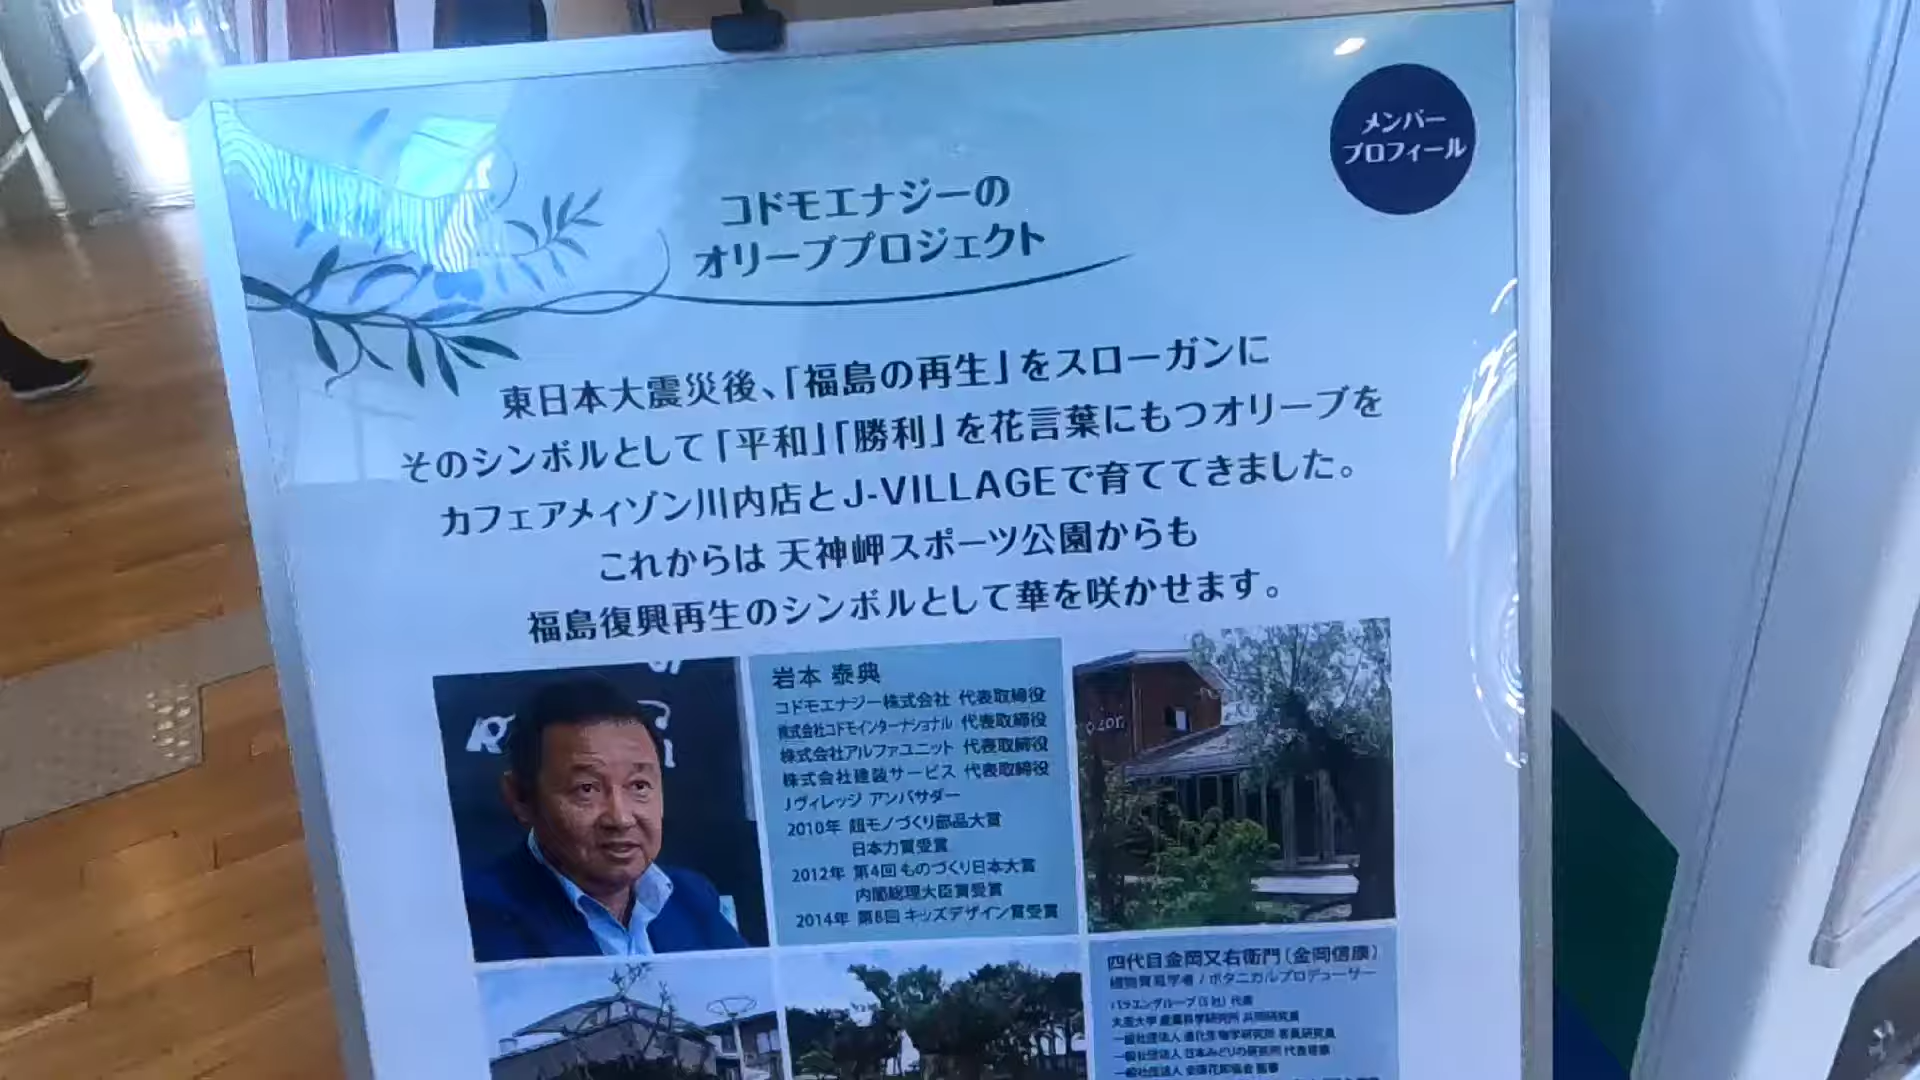 メンバー
プロフィール
コドモエナジーの
オリーブプロジェクト
東日本大震災後、「福島の再生」をスローガンに
そのシンボルとして「平和」「勝利」を花言葉にもつオリーブを
カフェアメィゾン川内店とJ-VILLAGEで育ててきました。
これからは 天神岬スポーツ公園からも
福島復興再生のシンボルとして華を咲かせます。
岩本 泰典
コドモエナジー株式会社 代表取締役
株式会社コドモインターナショナル 代表取締役
株式会社アルファユニット 代表取締役
株式会社建装サービス 代表取締役
Jヴィレッジ アンバサダー
2010年 超モノづくり部品大賞
日本力賞受賞
2012年 第4回 ものづくり日本大賞
内閣総理大臣賞受賞
2014年 第8回 キッズデザイン賞受賞
ozon
四代目金岡又右衛門（金岡信康）
植物貿易学者 / ボタニカルプロデューサー
バラエングループ（5社）代表
大阪大学 産業科学研究所 共同研究員
一般社団法人 進化生物学研究所 客員研究員
一般社団法人 日本みどりの研究所 代表理事